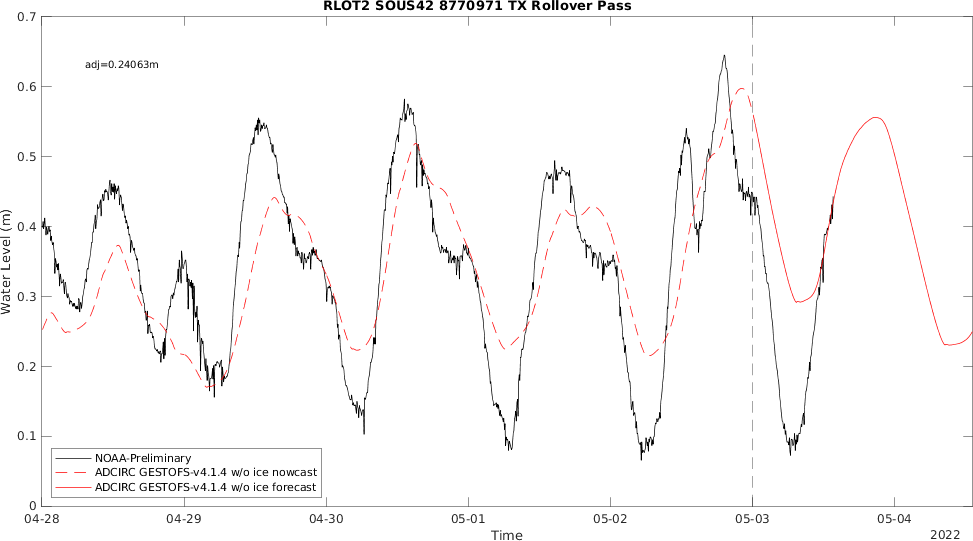 RLOT2 SOUS42 8770971 TX Rollover Pass
0.7
0.6
0.5
0.4
0.3
0.2
0.1
0
Water Level (m)
adj=0.24063m
NOAA-Preliminary
ADCIRC GESTOFS-v4.1.4 w/o ice nowcast
ADCIRC GESTOFS-v4.1.4 w/o ice forecast
04-28 04-29 04-30 05-01 05-02 05-03 05-04
Time
2022